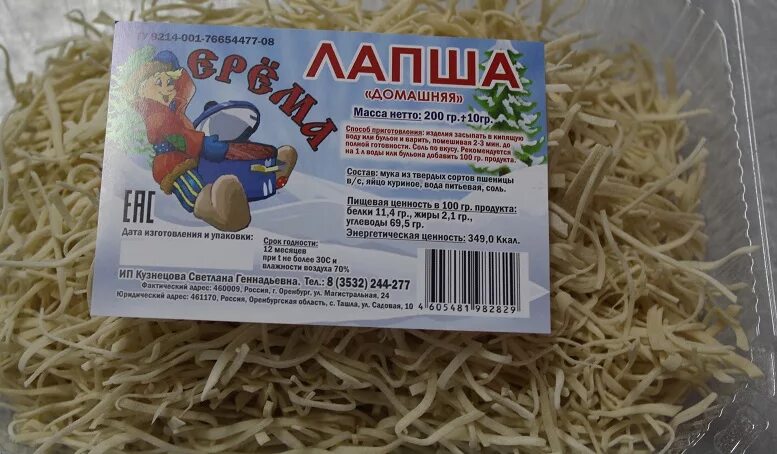 ТУ 9214-001-76654477-08
ЕРЁМА
ЛАПША
«ДОМАШНЯЯ»
Масса нетто: 200 гр.+10гр.
Способ приготовления: изделия засыпать в кипящую
воду или бульон и варить, помешивая 2-3 мин. до
полной готовности. Соль по вкусу. Рекомендуется
на 1 л воды или бульона добавить 100 гр. продукта.
Состав: мука из твердых сортов пшеницы
в/с, яйцо куриное, вода питьевая, соль.
Пищевая ценность в 100 гр. продукта:
белки 11,4 гр., жиры 2,1 гр.,
углеводы 69,5 гр.
Энергетическая ценность: 349,0 Ккал.
ЕАС
Дата изготовления и упаковки:
Срок годности:
12 месяцев
при t не более 30С и
влажности воздуха 70%
ИП Кузнецова Светлана Геннадьевна. Тел.: 8 (3532) 244-277
Фактический адрес: 460009, Россия, г. Оренбург, ул. Магистральная, 24
Юридический адрес: 461170, Россия, Оренбургская область, с. Ташла, ул. Садовая, 10
4 605481 982829